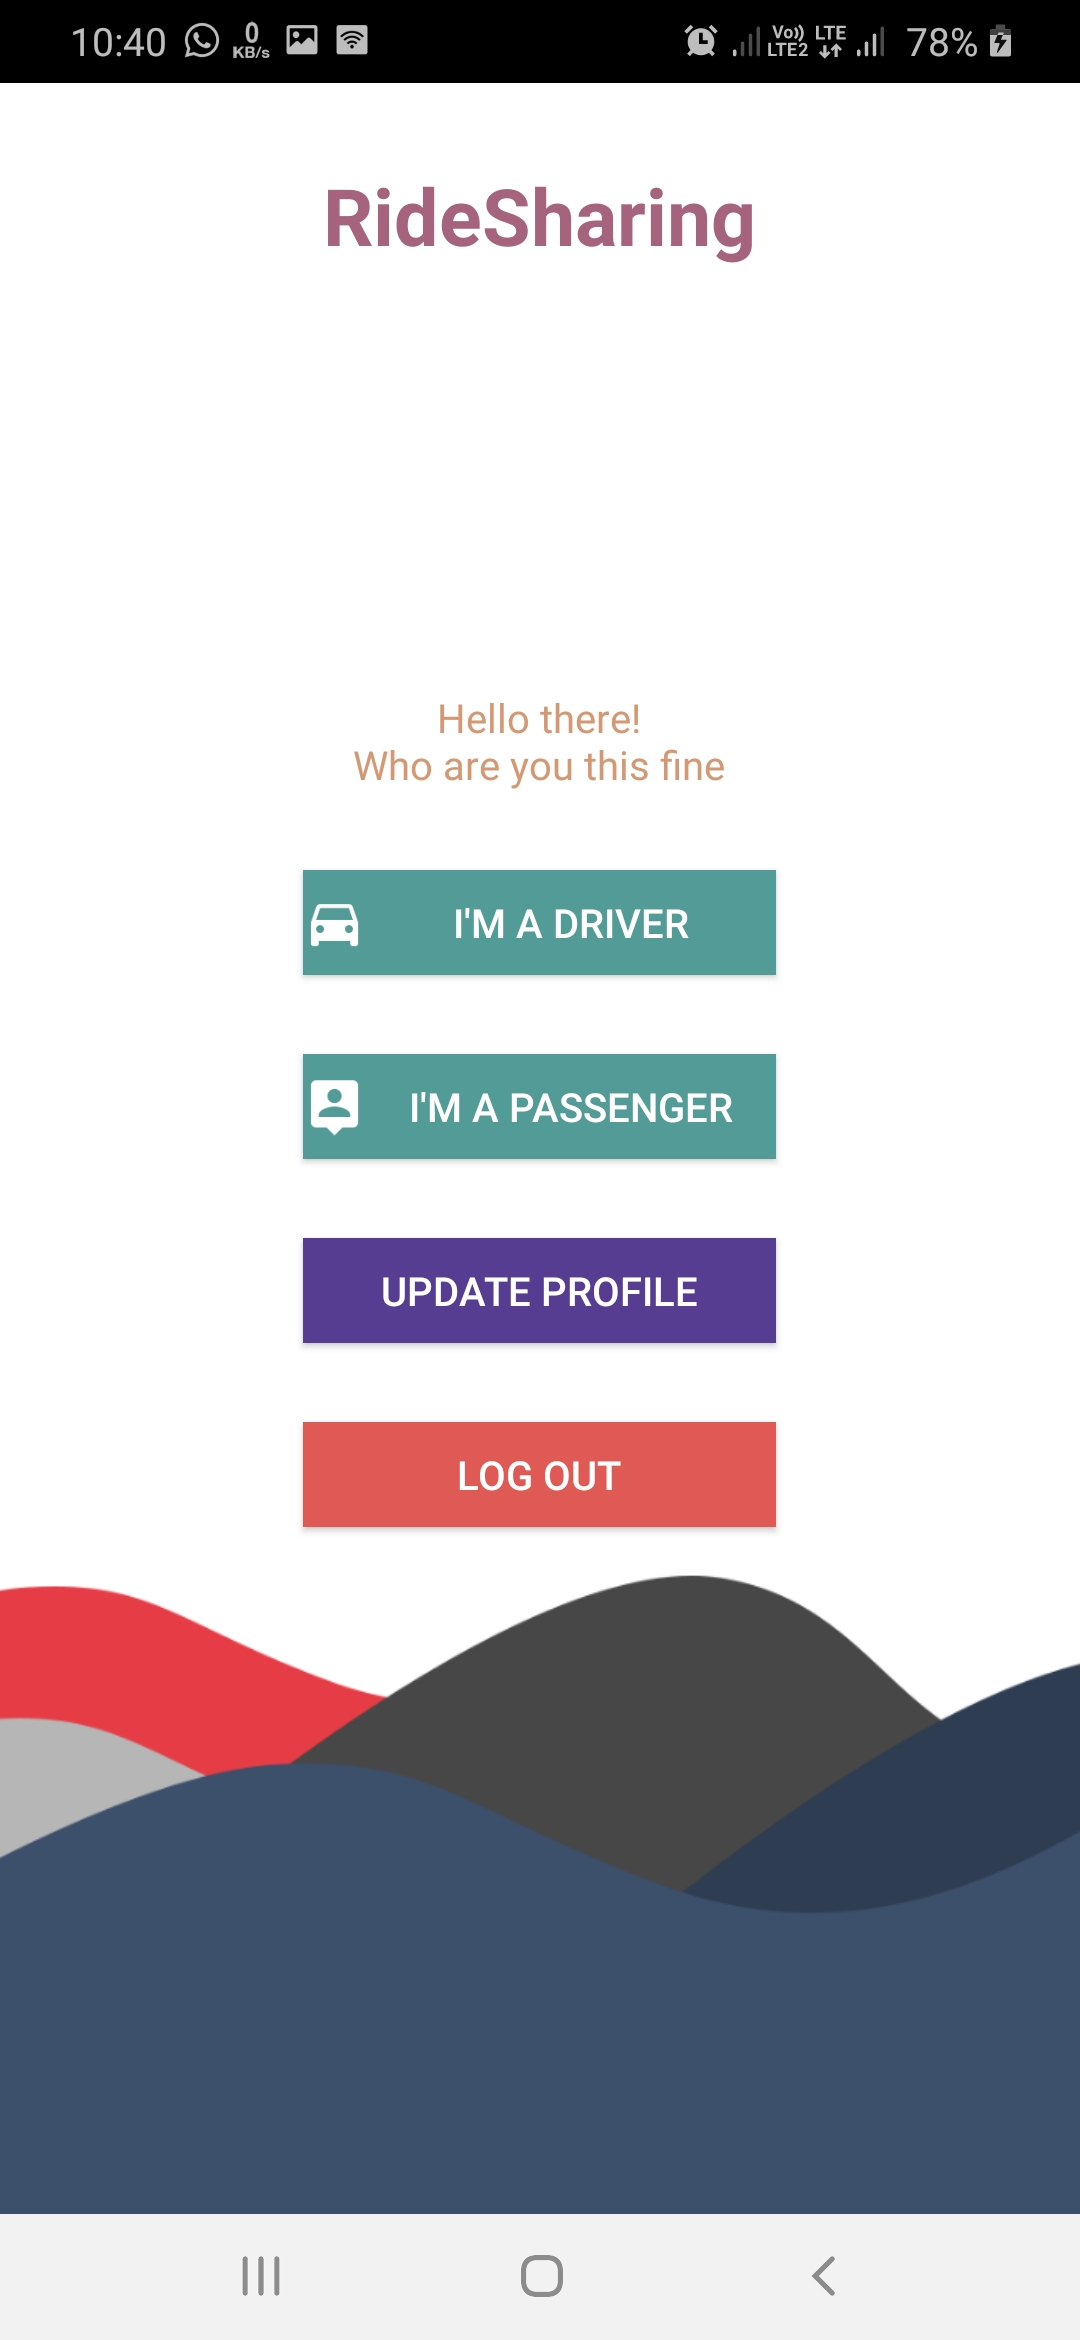 10:40 0 KB/s Vo)) LTE2 LTE 78%
RideSharing
Hello there!
Who are you this fine
I'M A DRIVER
I'M A PASSENGER
UPDATE PROFILE
LOG OUT